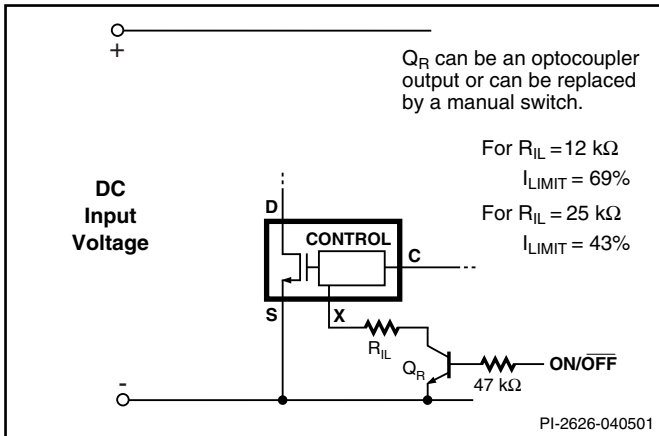 +
Q_R can be an optocoupler
output or can be replaced
by a manual switch.
For R_IL = 12 kΩ
I_LIMIT = 69%
For R_IL = 25 kΩ
I_LIMIT = 43%
DC
Input
Voltage
D
CONTROL
C
S
X
R_IL
Q_R
47 kΩ
ON/O̅F̅F̅
-
PI-2626-040501